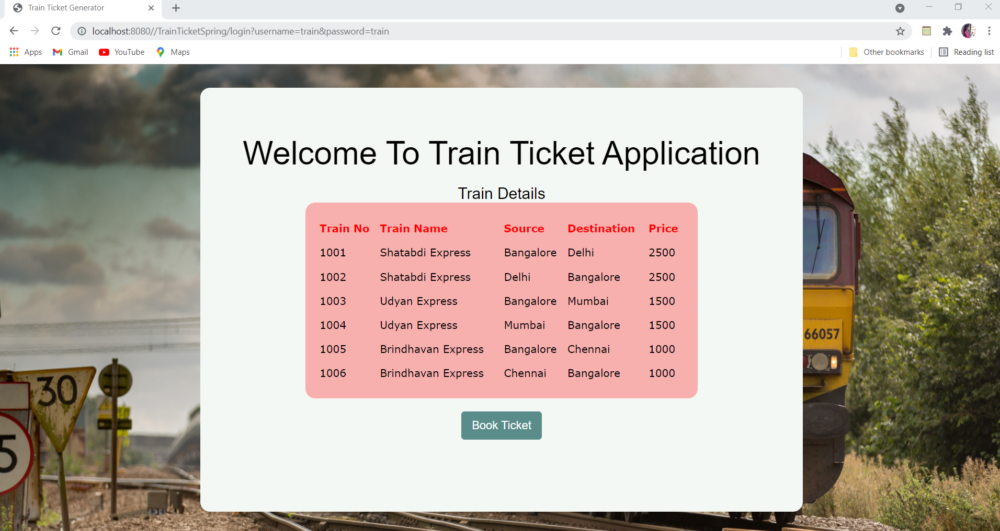 Train Ticket Generator
localhost:8080//TrainTicketSpring/login?username=train&password=train
Apps Gmail YouTube Maps Other bookmarks Reading list
Welcome To Train Ticket Application
Train Details
Train No Train Name Source Destination Price
1001 Shatabdi Express Bangalore Delhi 2500
1002 Shatabdi Express Delhi Bangalore 2500
1003 Udyan Express Bangalore Mumbai 1500
1004 Udyan Express Mumbai Bangalore 1500
1005 Brindhavan Express Bangalore Chennai 1000
1006 Brindhavan Express Chennai Bangalore 1000
Book Ticket
66057
30
5